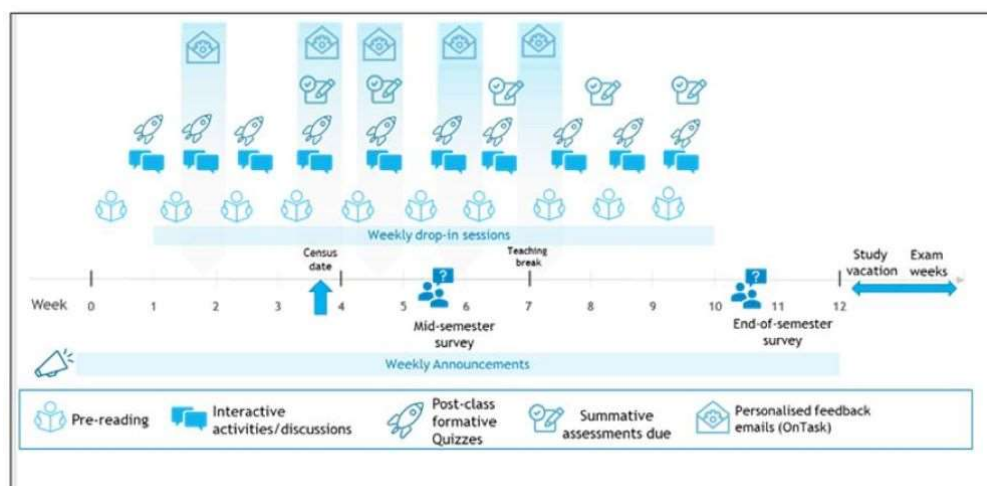 Weekly drop-in sessions
Census
date
Teaching
break
Study
vacation
Exam
weeks
Week
0
1
2
3
4
5
6
7
8
9
10
11
12
?
?
Mid-semester
survey
End-of-semester
survey
Weekly Announcements
Pre-reading
Interactive
activities/discussions
Post-class
formative
Quizzes
Summative
assessments due
Personalised feedback
emails (OnTask)